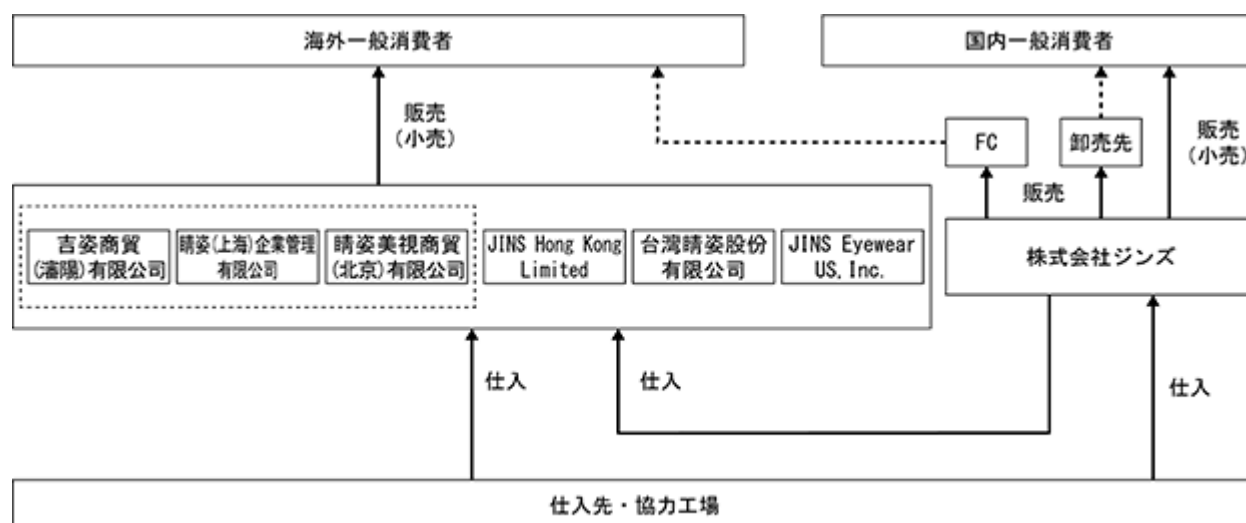 海外一般消費者
国内一般消費者
販売
(小売)
FC
卸売先
販売
(小売)
販売
吉姿商貿
(瀋陽)有限公司
睛姿(上海)企業管理
有限公司
睛姿美視商貿
(北京)有限公司
JINS Hong Kong
Limited
台灣睛姿股份
有限公司
JINS Eyewear
US,Inc.
株式会社ジンズ
仕入
仕入
仕入
仕入先・協力工場